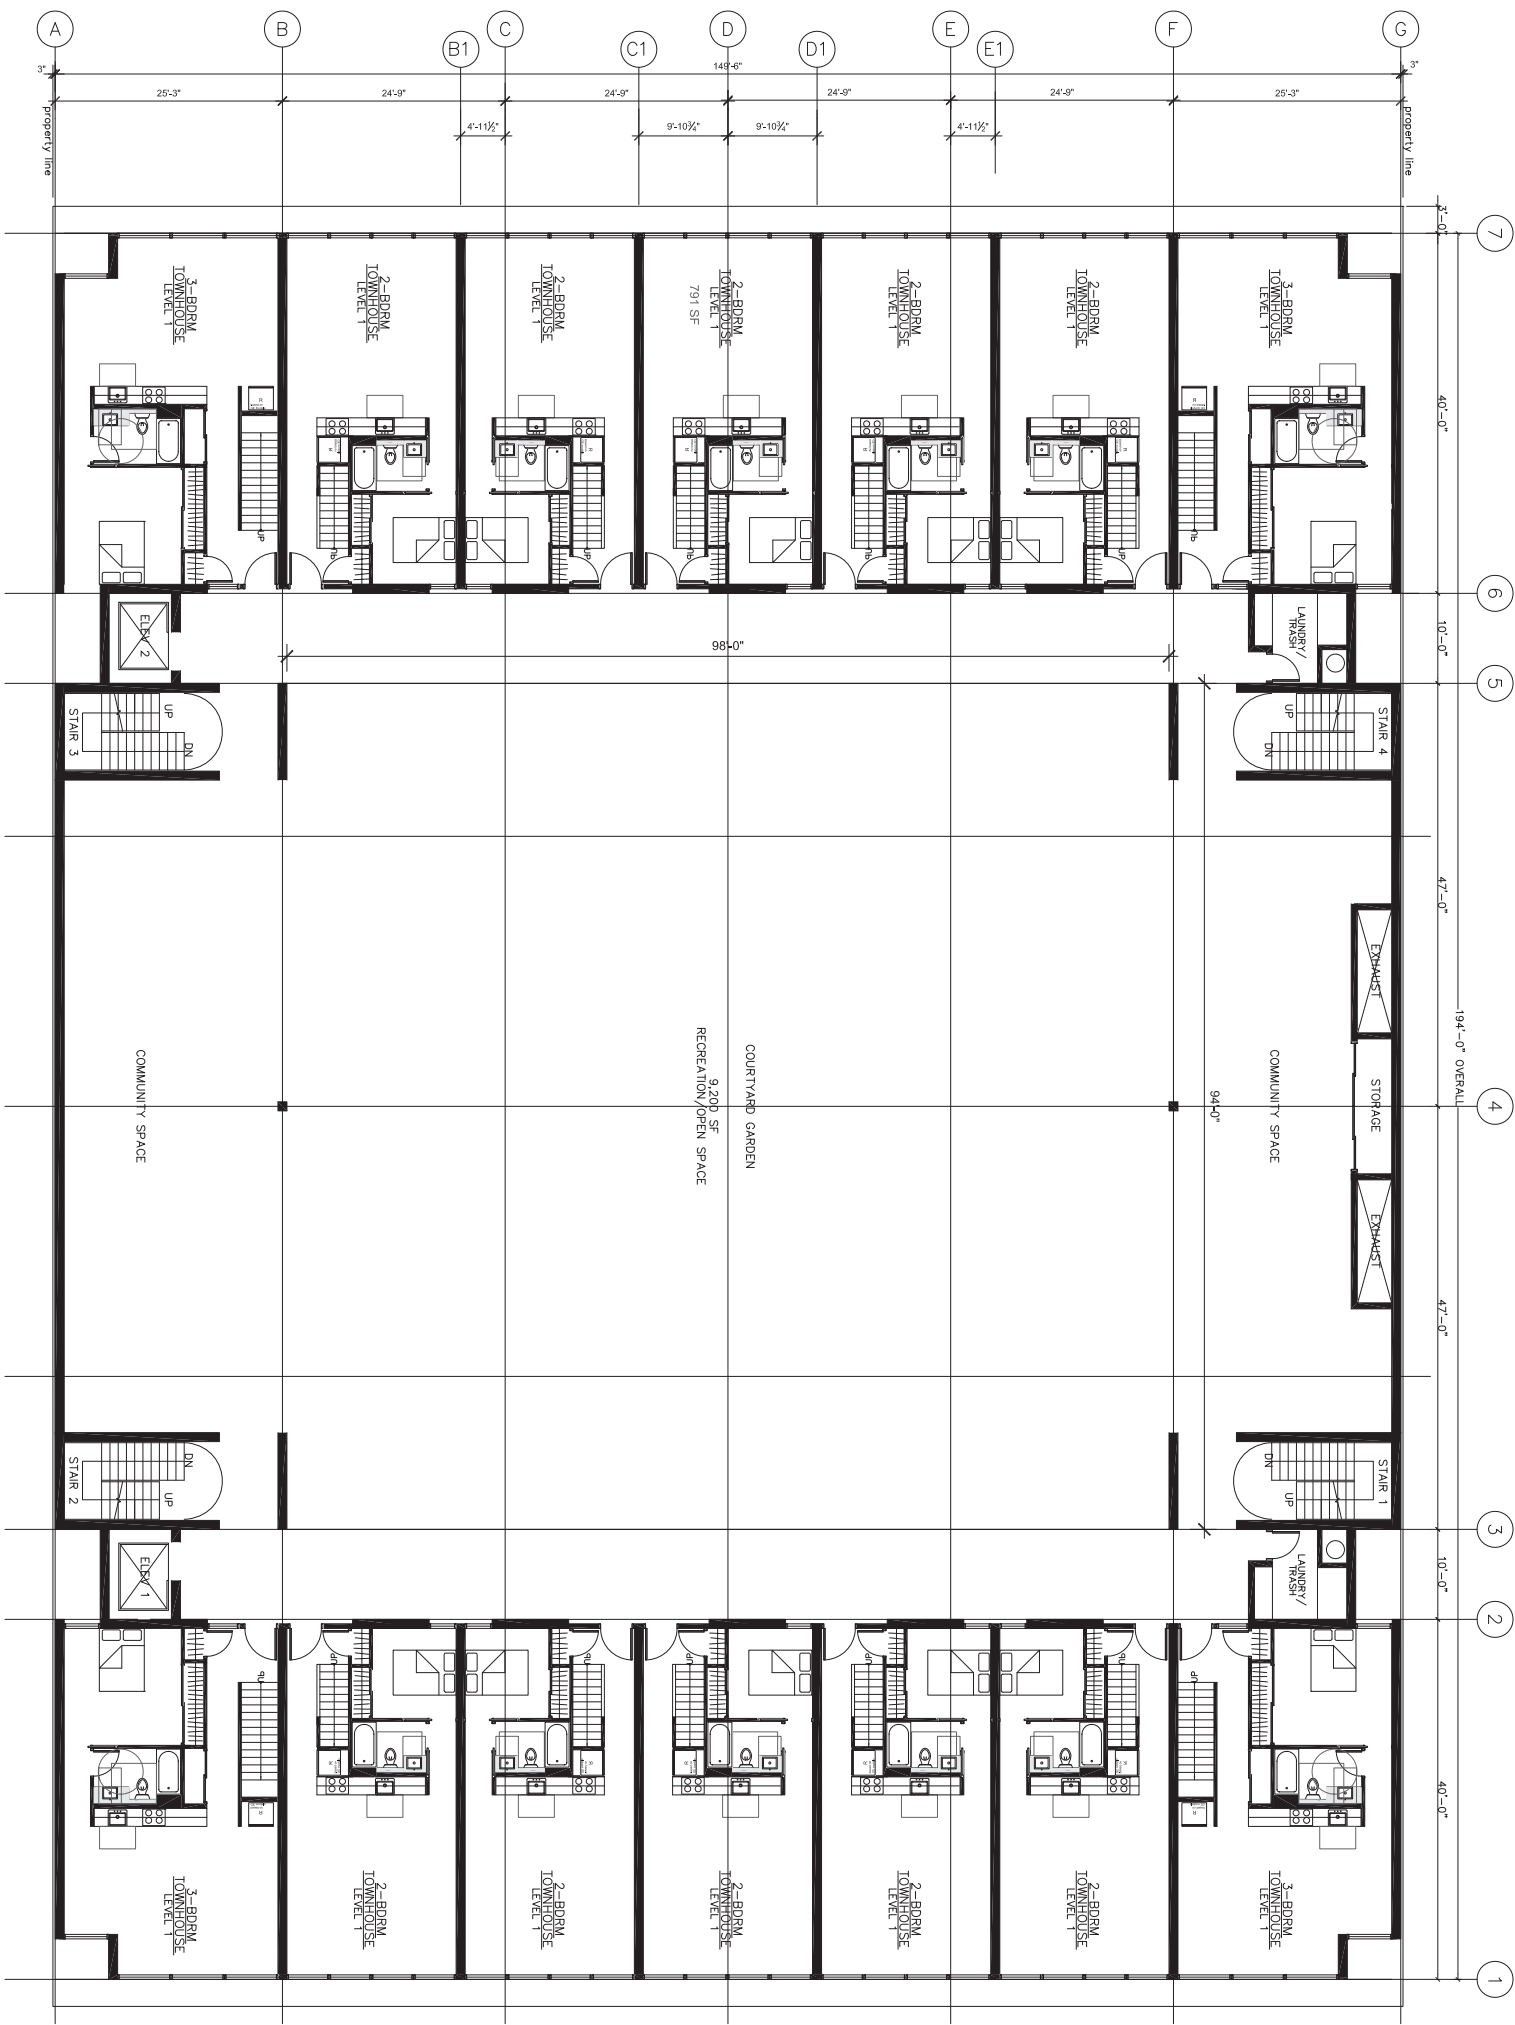 A
B
B1
C
C1
D
D1
E
E1
F
G
3"
149'-6"
3"
25'-3"
24'-9"
24'-9"
24'-9"
24'-9"
25'-3"
4'-11½"
9'-10¾"
9'-10¾"
4'-11½"
property line
property line
3'-0"
7
3-BDRM
TOWNHOUSE
LEVEL 1
2-BDRM
TOWNHOUSE
LEVEL 1
2-BDRM
TOWNHOUSE
LEVEL 1
2-BDRM
TOWNHOUSE
LEVEL 1
791 SF
2-BDRM
TOWNHOUSE
LEVEL 1
2-BDRM
TOWNHOUSE
LEVEL 1
3-BDRM
TOWNHOUSE
LEVEL 1
40'-0"
R
R
R
R
R
R
R
UP
UP
UP
UP
UP
UP
UP
6
ELEV 2
98'-0"
LAUNDRY/
TRASH
10'-0"
5
STAIR 3
UP
DN
STAIR 4
UP
DN
47'-0"
EXHAUST
194'-0" OVERALL
COMMUNITY SPACE
COURTYARD GARDEN
9,200 SF
RECREATION/OPEN SPACE
94'-0"
COMMUNITY SPACE
STORAGE
4
EXHAUST
47'-0"
STAIR 2
DN
UP
STAIR 1
DN
UP
3
ELEV 1
LAUNDRY/
TRASH
10'-0"
2
UP
UP
UP
UP
UP
UP
UP
R
R
R
R
R
R
R
40'-0"
3-BDRM
TOWNHOUSE
LEVEL 1
2-BDRM
TOWNHOUSE
LEVEL 1
2-BDRM
TOWNHOUSE
LEVEL 1
2-BDRM
TOWNHOUSE
LEVEL 1
2-BDRM
TOWNHOUSE
LEVEL 1
2-BDRM
TOWNHOUSE
LEVEL 1
3-BDRM
TOWNHOUSE
LEVEL 1
1